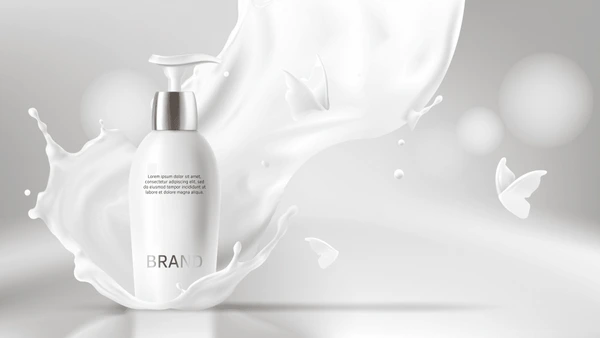 Lorem ipsum dolor sit amet,
consectetur adipiscing elit, sed
do eiusmod tempor incididunt ut
labore et dolore magna aliqua.
BRAND